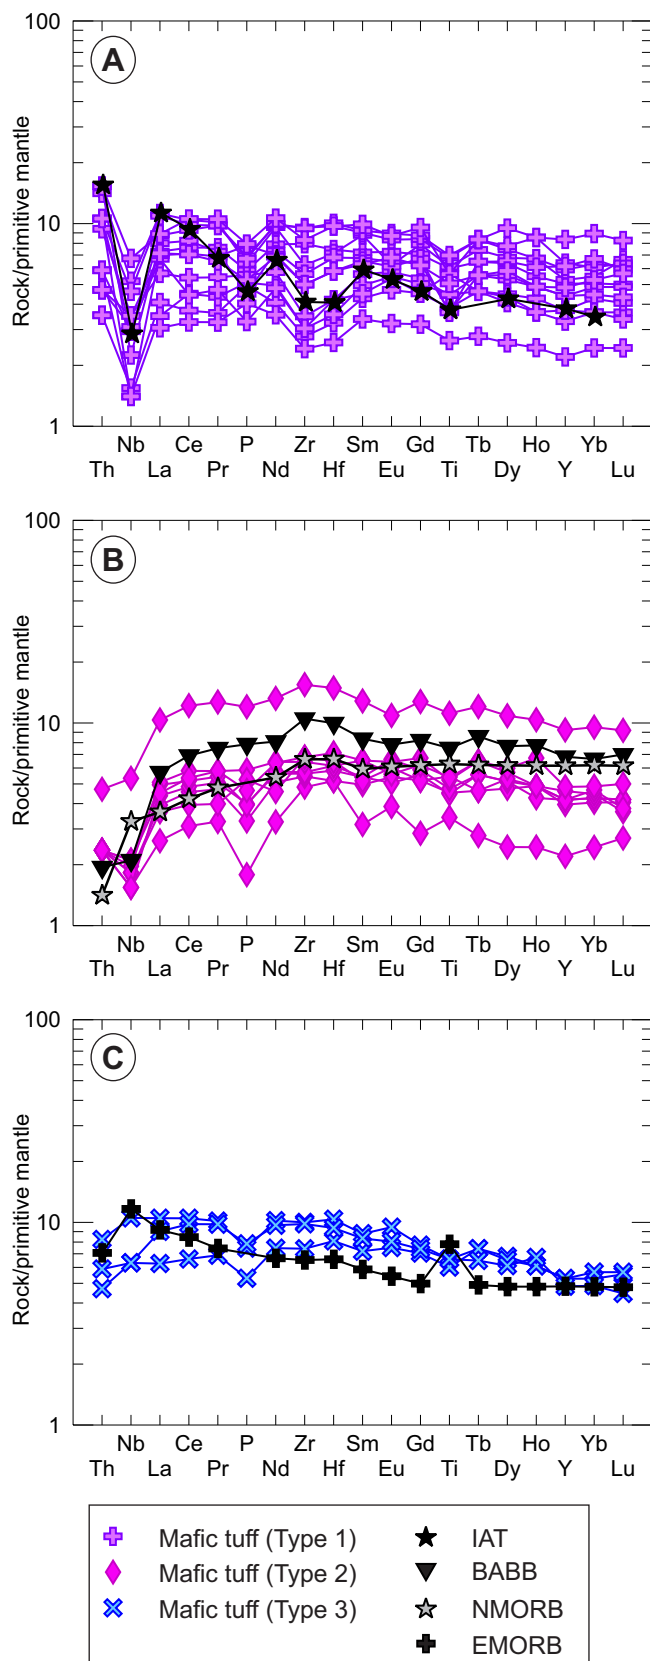 100
A
Rock/primitive mantle
10
1
Nb Ce P Zr Sm Gd Tb Ho Yb
Th La Pr Nd Hf Eu Ti Dy Y Lu
100
B
Rock/primitive mantle
10
1
Nb Ce P Zr Sm Gd Tb Ho Yb
Th La Pr Nd Hf Eu Ti Dy Y Lu
100
C
Rock/primitive mantle
10
1
Nb Ce P Zr Sm Gd Tb Ho Yb
Th La Pr Nd Hf Eu Ti Dy Y Lu
Mafic tuff (Type 1)
Mafic tuff (Type 2)
Mafic tuff (Type 3)
IAT
BABB
NMORB
EMORB